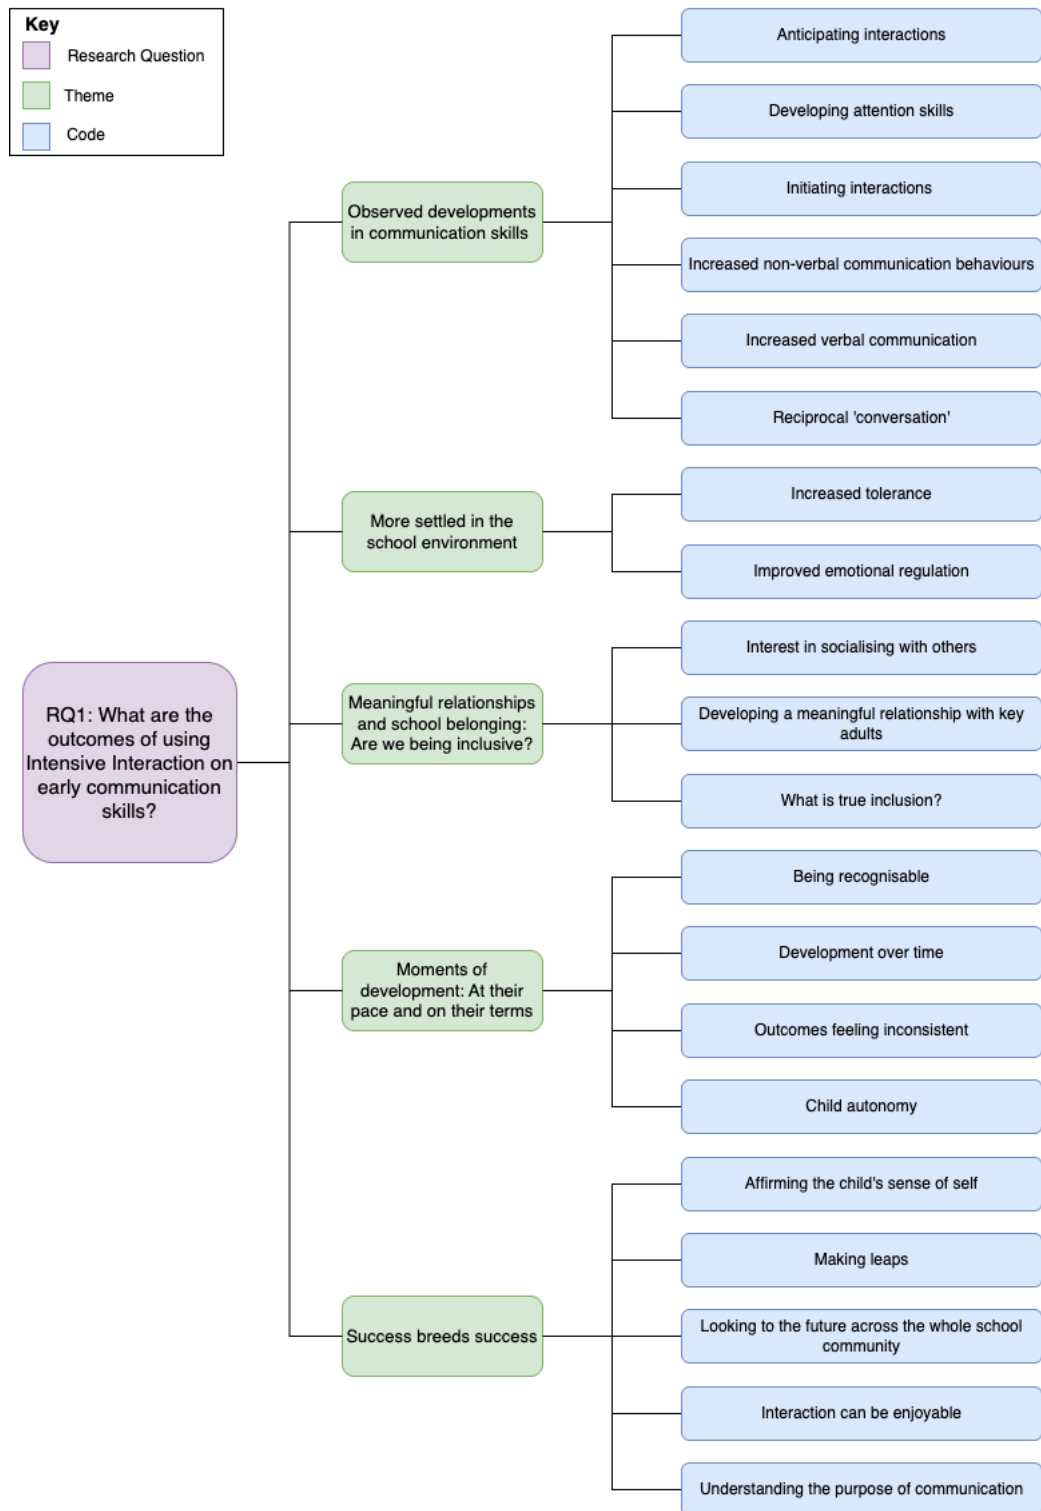 Key
Research Question
Theme
Code
RQ1: What are the
outcomes of using
Intensive Interaction on
early communication
skills?
Observed developments
in communication skills
Anticipating interactions
Developing attention skills
Initiating interactions
Increased non-verbal communication behaviours
Increased verbal communication
Reciprocal 'conversation'
More settled in the
school environment
Increased tolerance
Improved emotional regulation
Meaningful relationships
and school belonging:
Are we being inclusive?
Interest in socialising with others
Developing a meaningful relationship with key
adults
What is true inclusion?
Moments of
development: At their
pace and on their terms
Being recognisable
Development over time
Outcomes feeling inconsistent
Child autonomy
Success breeds success
Affirming the child's sense of self
Making leaps
Looking to the future across the whole school
community
Interaction can be enjoyable
Understanding the purpose of communication